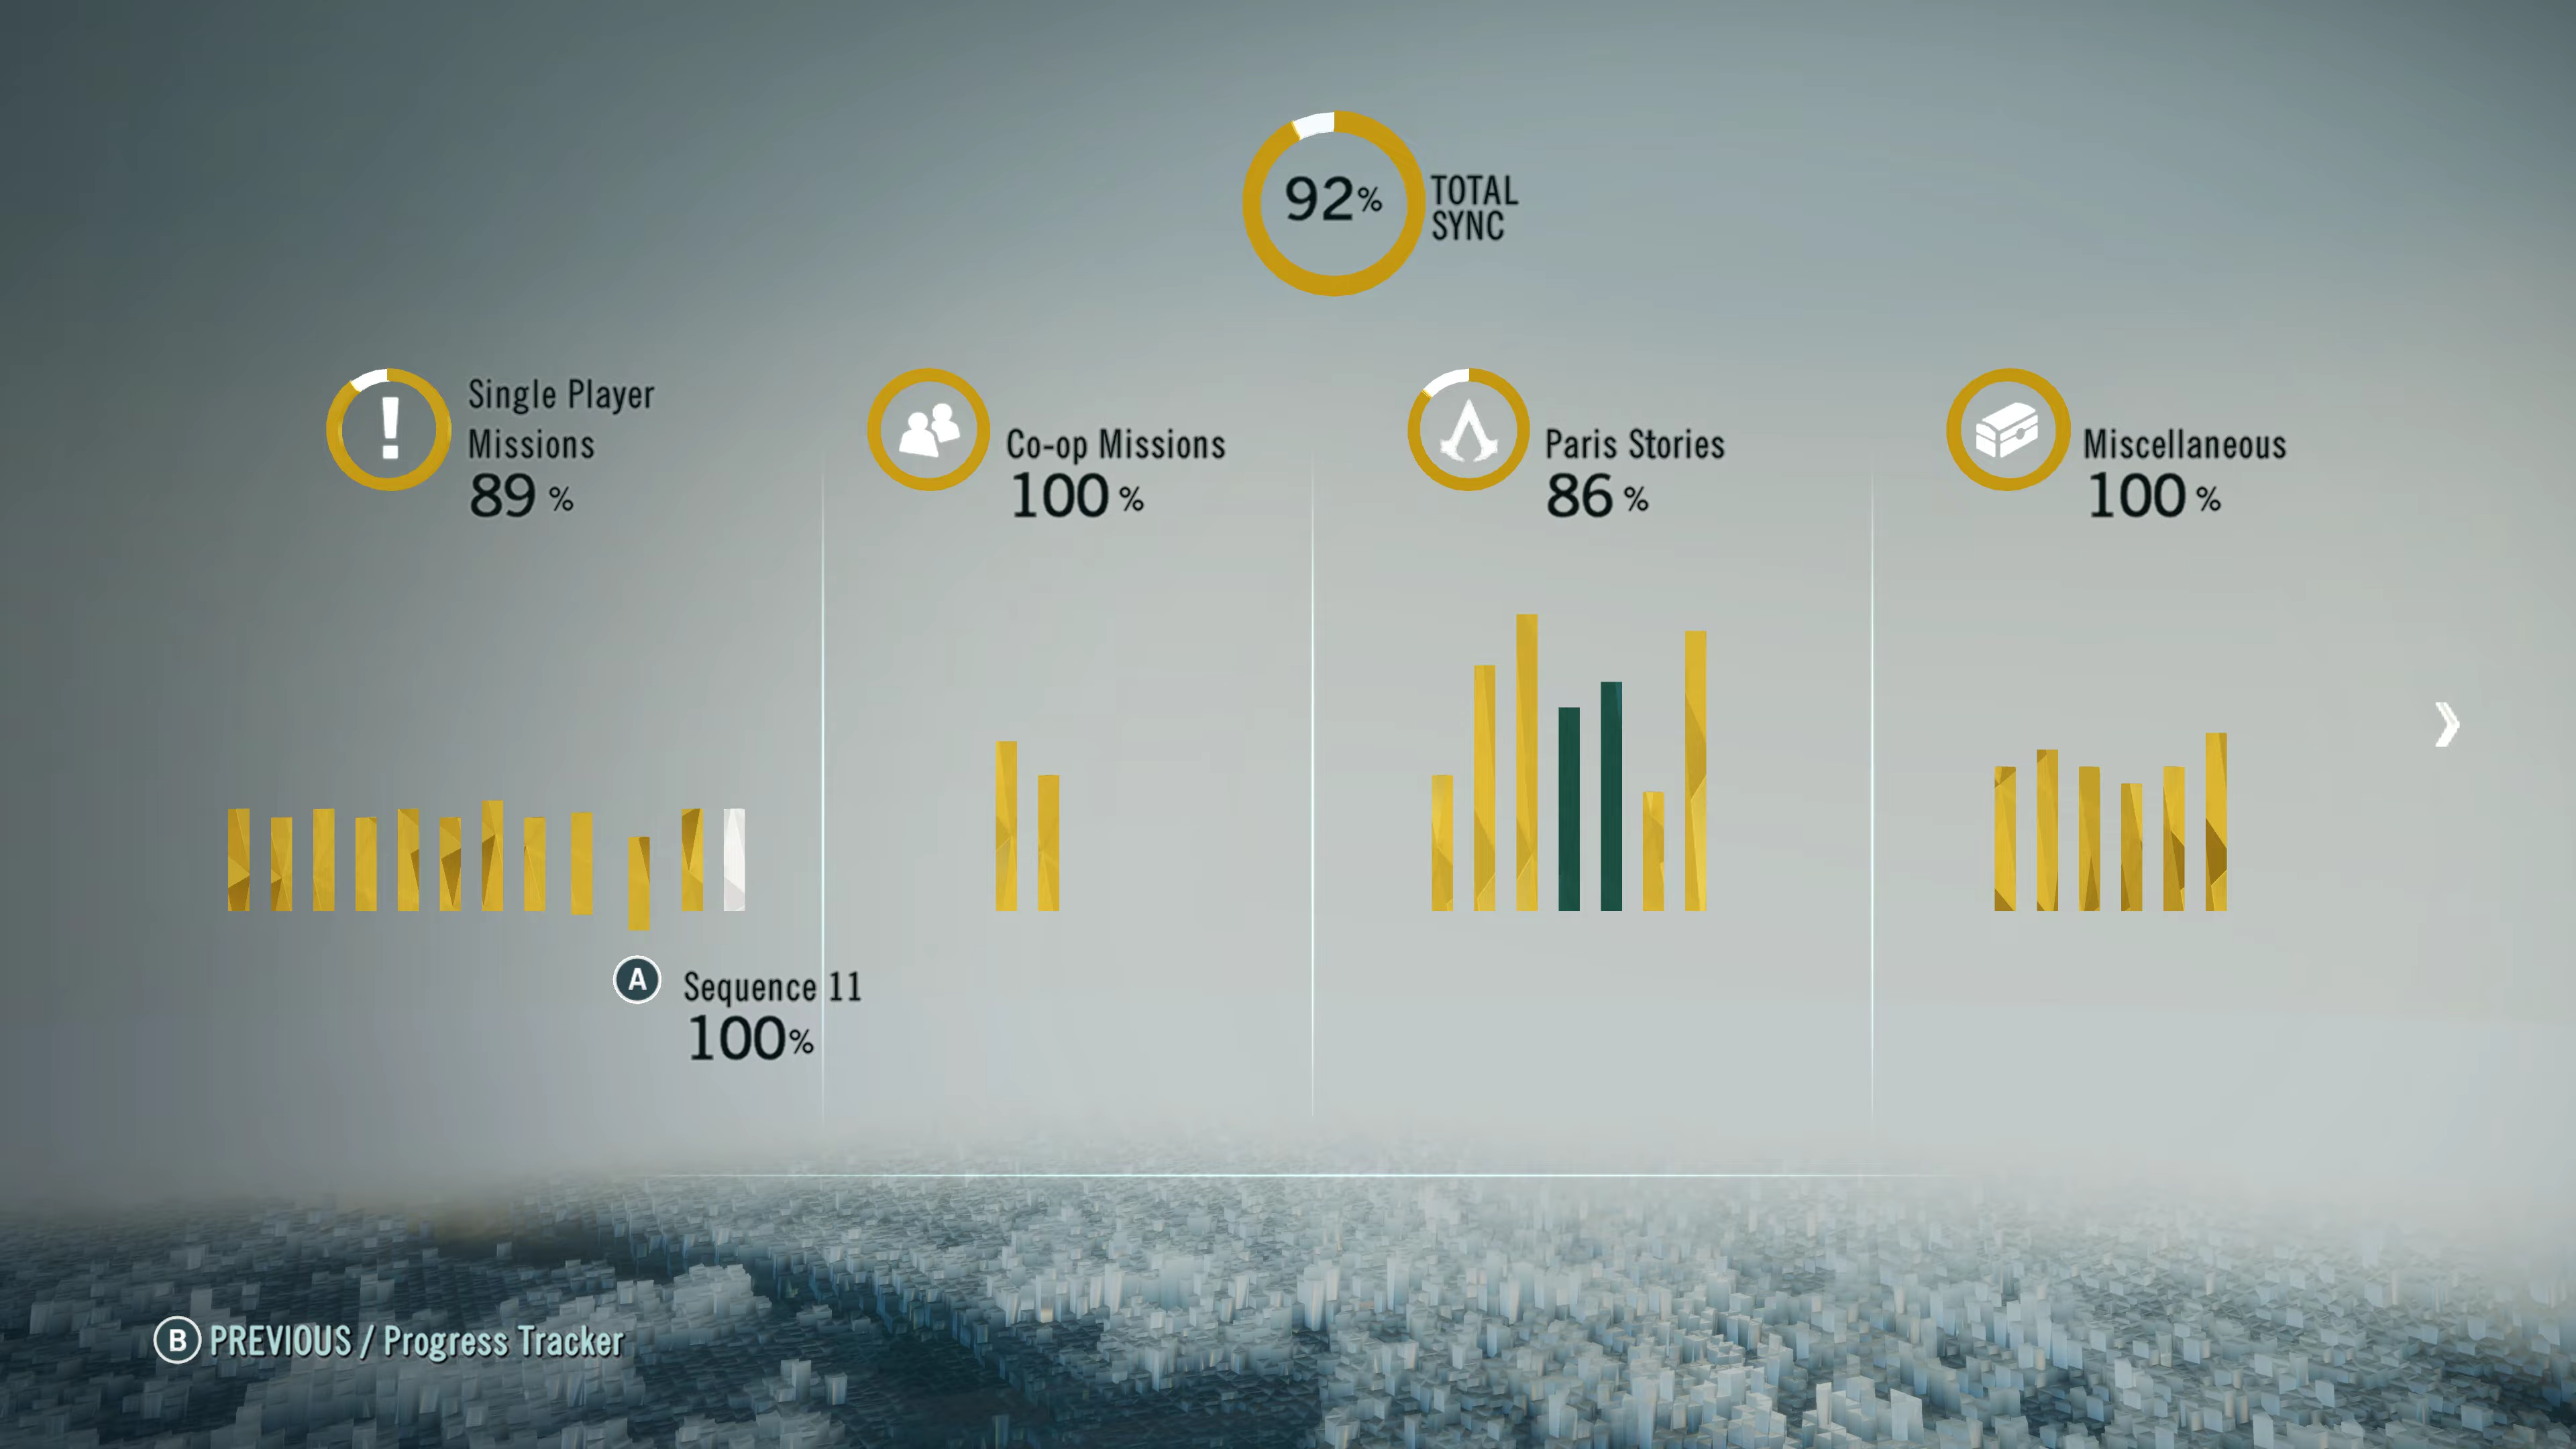 92%
TOTAL
SYNC
Single Player
Missions
89 %
Co-op Missions
100 %
Paris Stories
86 %
Miscellaneous
100 %
A Sequence 11
100%
B PREVIOUS / Progress Tracker